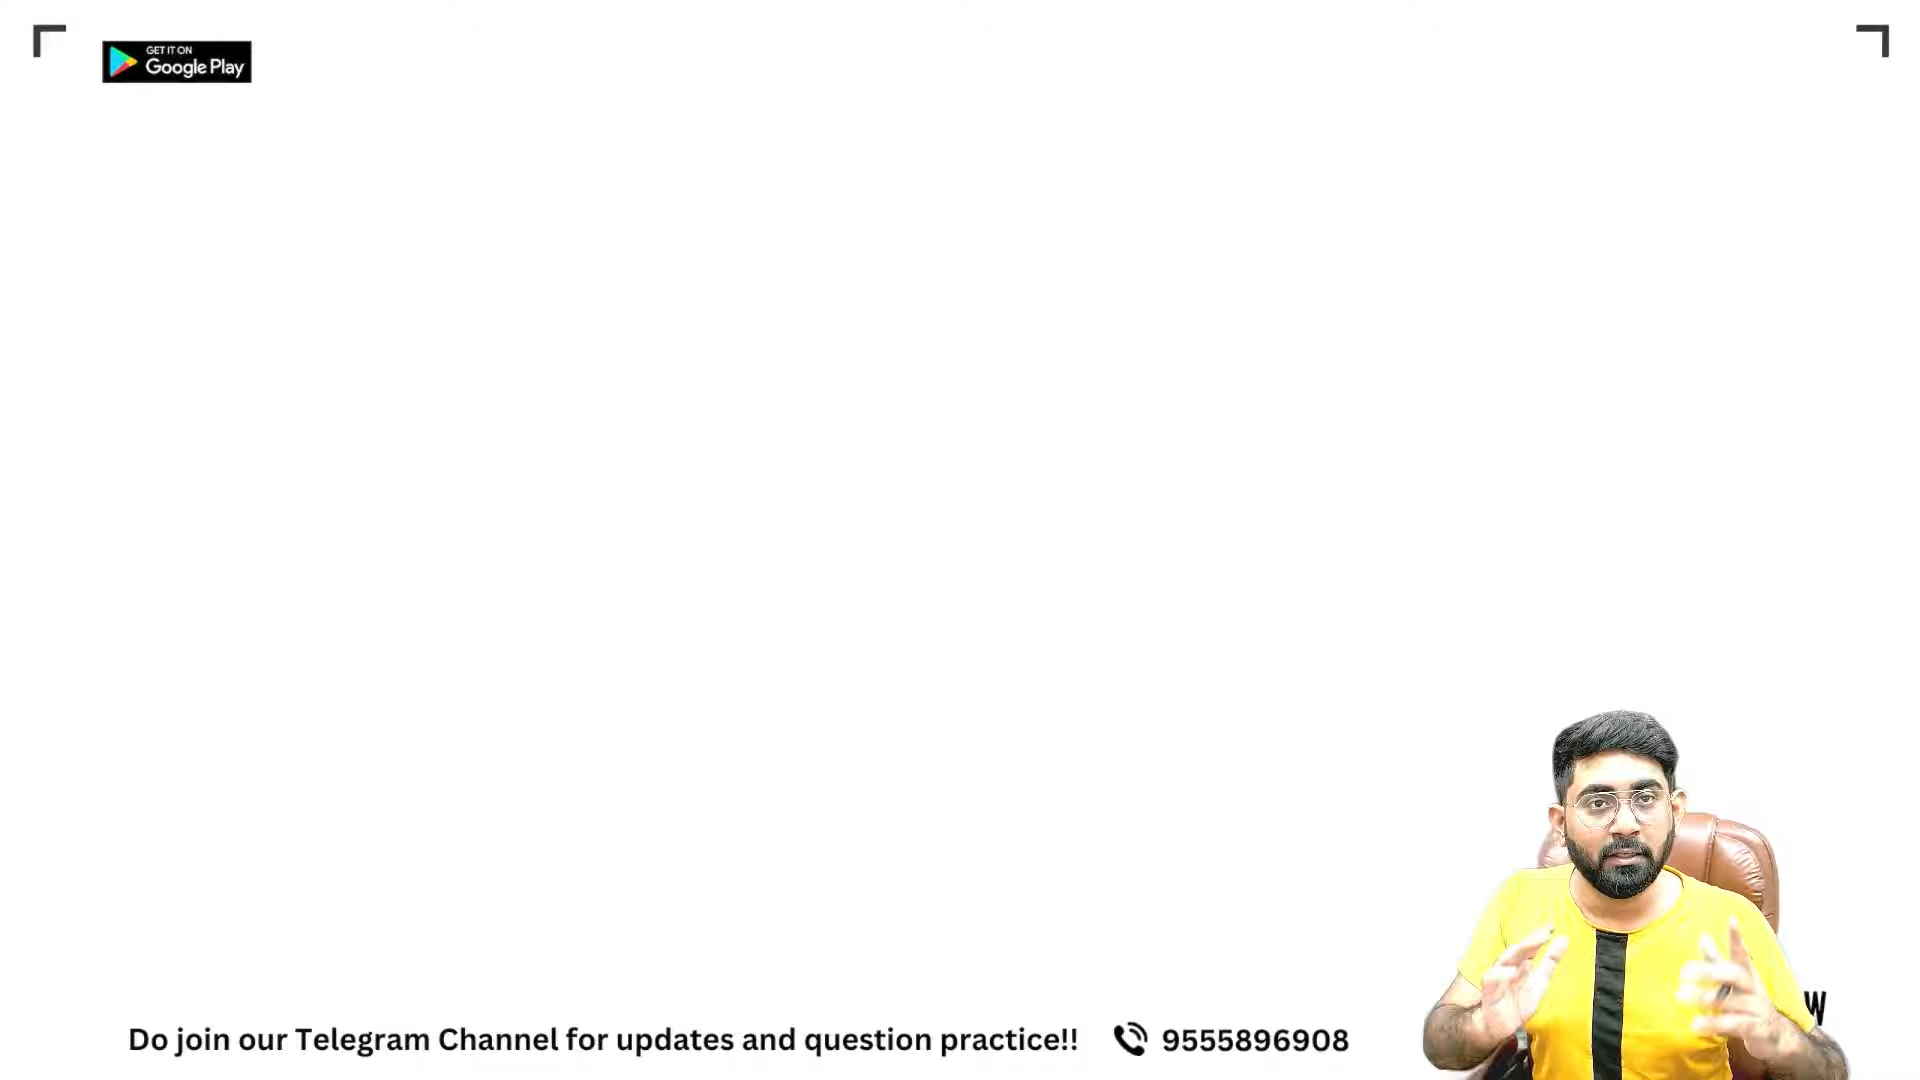 GET IT ON
Google Play
W
Do join our Telegram Channel for updates and question practice!! 9555896908